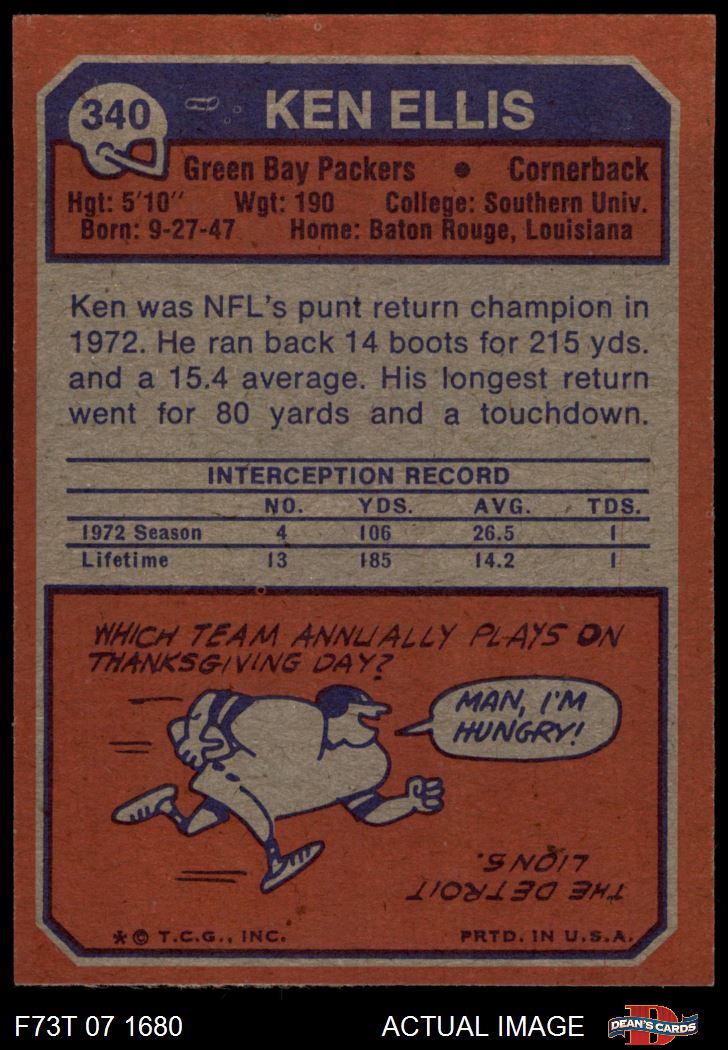 340
KEN ELLIS
Green Bay Packers • Cornerback
Hgt: 5'10" Wgt: 190 College: Southern Univ.
Born: 9-27-47 Home: Baton Rouge, Louisiana
Ken was NFL's punt return champion in
1972. He ran back 14 boots for 215 yds.
and a 15.4 average. His longest return
went for 80 yards and a touchdown.
INTERCEPTION RECORD
NO. YDS. AVG. TDS.
1972 Season 4 106 26.5 1
Lifetime 13 185 14.2 1
WHICH TEAM ANNUALLY PLAYS ON
THANKSGIVING DAY?
MAN, I'M
HUNGRY!
THE DETROIT
LIONS.
* © T.C.G., INC. PRTD. IN U.S.A.
F73T 07 1680 ACTUAL IMAGE
D
DEAN'S CARDS